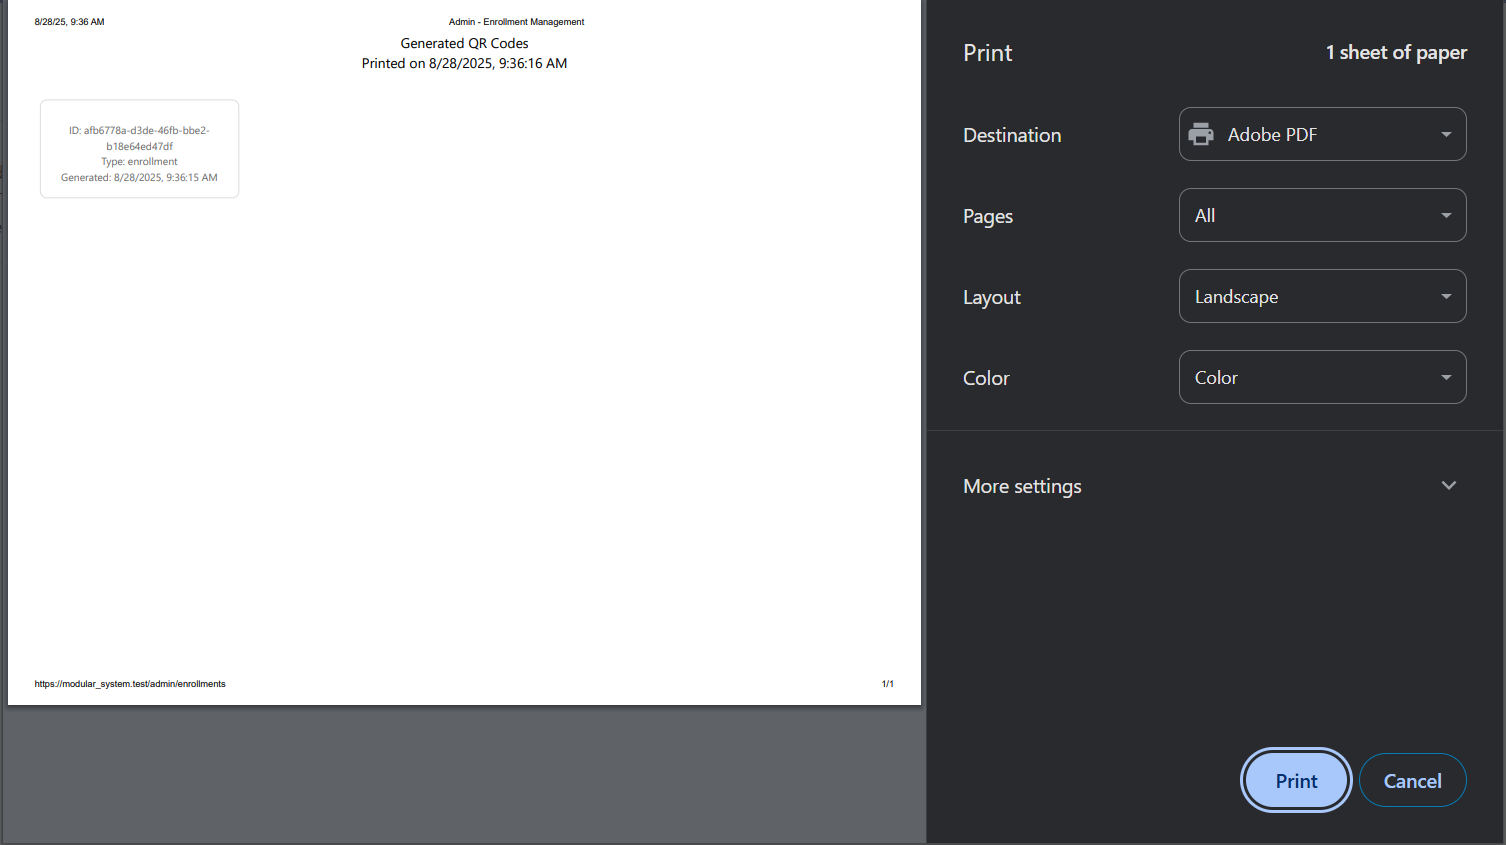 8/28/25, 9:36 AM
Admin - Enrollment Management
Generated QR Codes
Printed on 8/28/2025, 9:36:16 AM
ID: afb6778a-d3de-46fb-bbe2-
b18e64ed47df
Type: enrollment
Generated: 8/28/2025, 9:36:15 AM
https://modular_system.test/admin/enrollments
1/1
Print
1 sheet of paper
Destination
Adobe PDF
Pages
All
Layout
Landscape
Color
Color
More settings
Print
Cancel